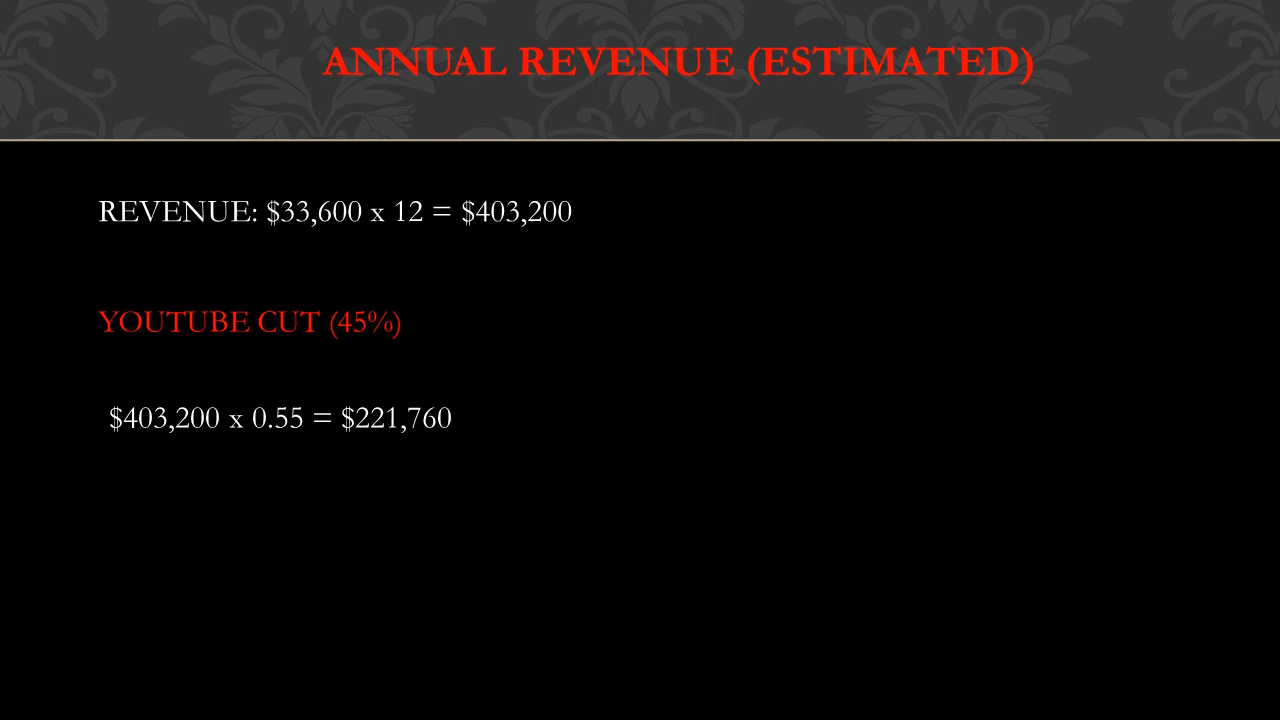 ANNUAL REVENUE (ESTIMATED)
REVENUE: $33,600 x 12 = $403,200
YOUTUBE CUT (45%)
$403,200 x 0.55 = $221,760